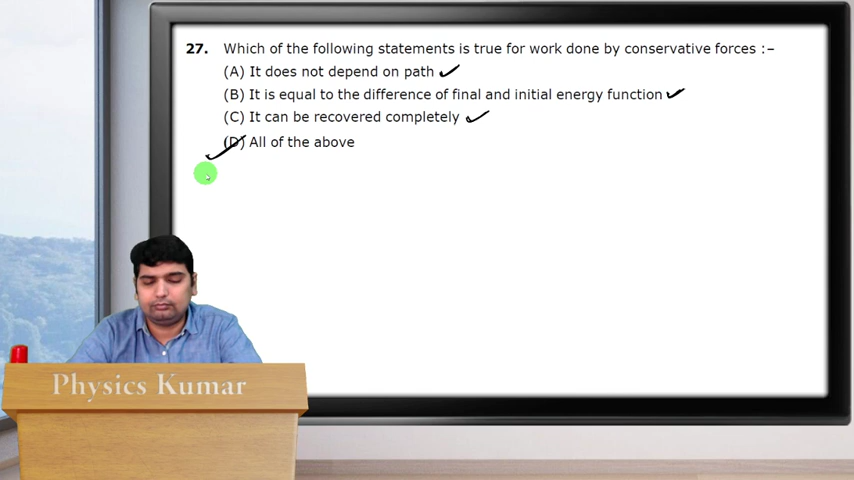 27. Which of the following statements is true for work done by conservative forces :–
(A) It does not depend on path
(B) It is equal to the difference of final and initial energy function
(C) It can be recovered completely
(D) All of the above
Physics Kumar